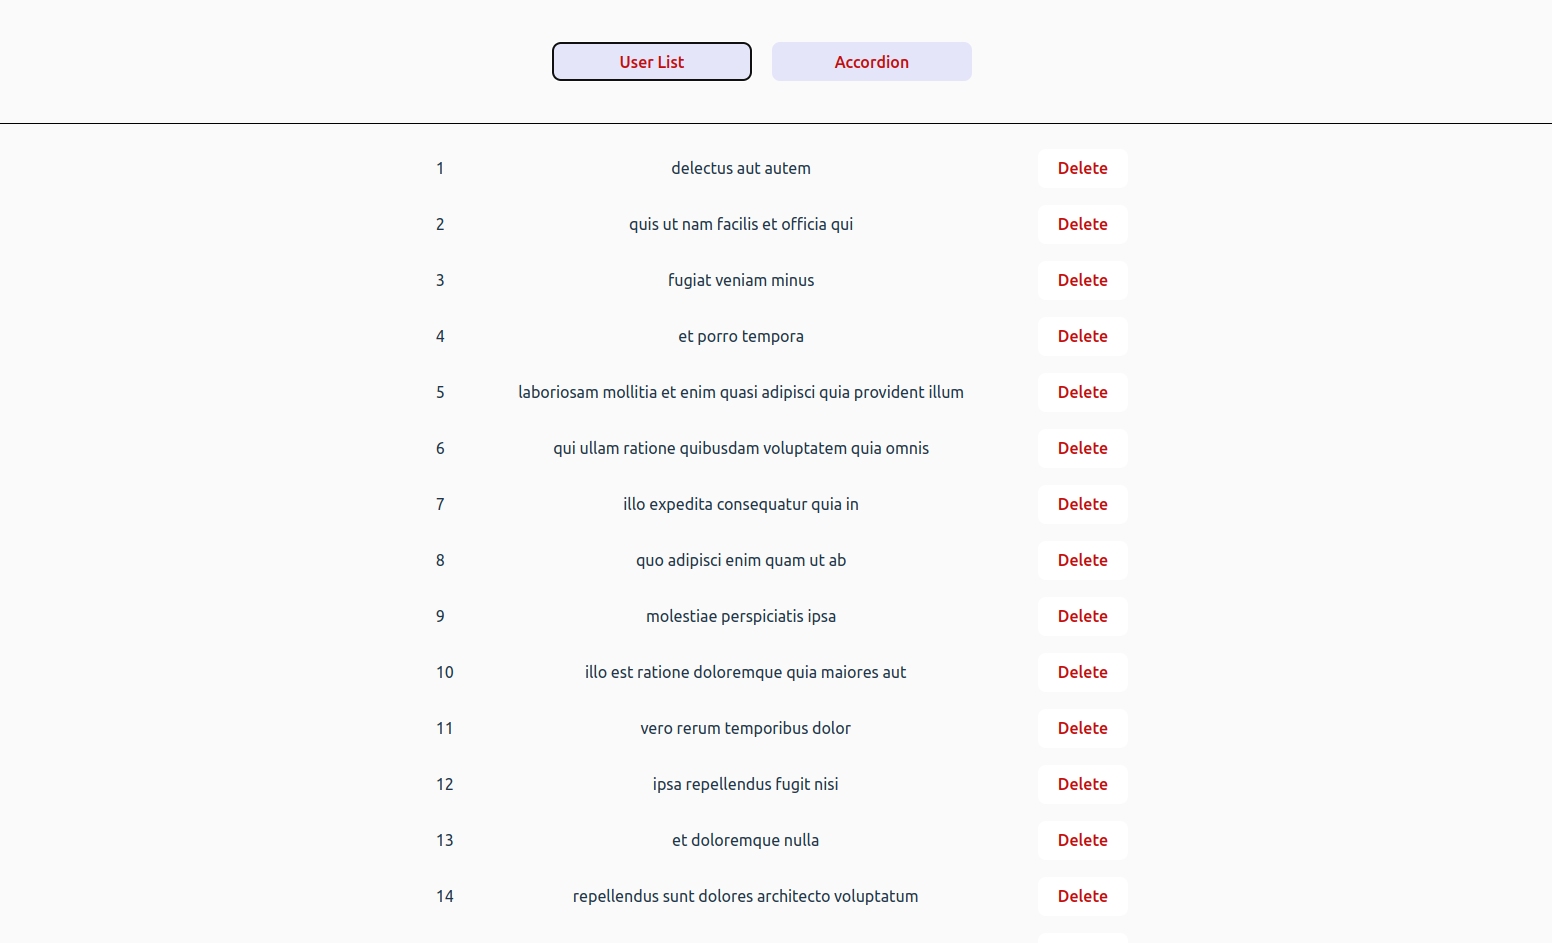 User List Accordion
1 delectus aut autem Delete
2 quis ut nam facilis et officia qui Delete
3 fugiat veniam minus Delete
4 et porro tempora Delete
5 laboriosam mollitia et enim quasi adipisci quia provident illum Delete
6 qui ullam ratione quibusdam voluptatem quia omnis Delete
7 illo expedita consequatur quia in Delete
8 quo adipisci enim quam ut ab Delete
9 molestiae perspiciatis ipsa Delete
10 illo est ratione doloremque quia maiores aut Delete
11 vero rerum temporibus dolor Delete
12 ipsa repellendus fugit nisi Delete
13 et doloremque nulla Delete
14 repellendus sunt dolores architecto voluptatum Delete